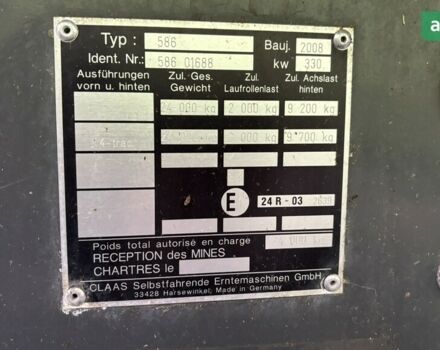 Typ : 586 Bauj. 2008
Ident. Nr.: 586 01688 kw 330
Ausführungen vorn u. hinten
Zul. Ges. Gewicht
Zul. Laufrollenlast
Zul. Achslast hinten
24 000 kg 2 000 kg 9 200 kg
000 kg 9 700 kg
E 24 R - 03
Poids total autorisé en charge
RECEPTION des MINES
CHARTRES le
CLAAS Selbstfahrende Erntemaschinen GmbH
33428 Harsewinkel, Made in Germany
a